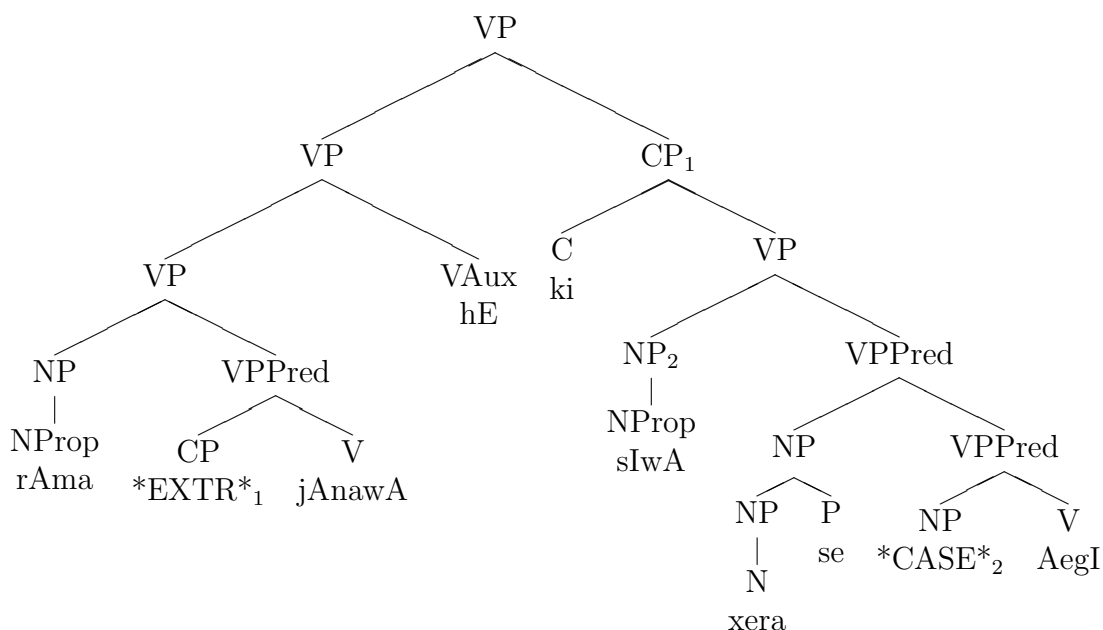 VP
VP CP₁
VP VAux C VP
hE ki
NP VPPred NP₂ VPPred
NProp CP V NProp NP VPPred
rAma *EXTR*₁ jAnawA sIwA
NP P NP V
se *CASE*₂ AegI
N
xera